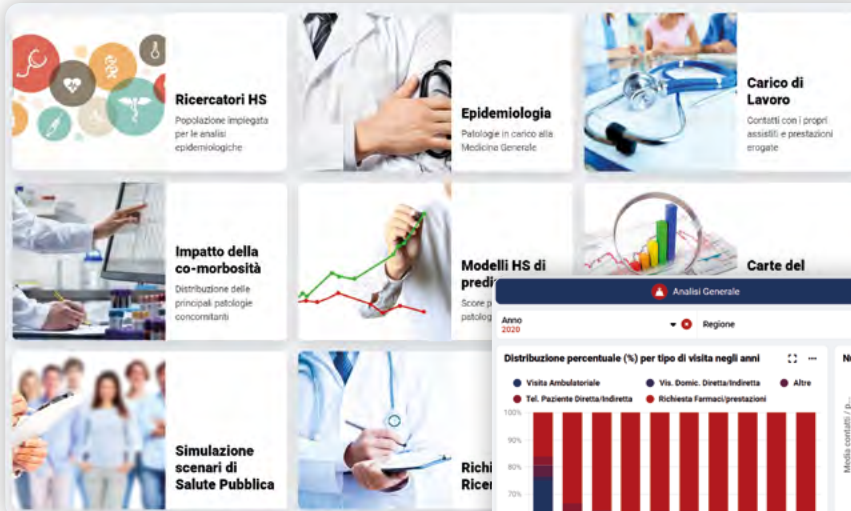 Ricercatori HS
Popolazione impiegata
per le analisi
epidemiologiche
Epidemiologia
Patologie in carico alla
Medicina Generale
Carico di
Lavoro
Contatti con i propri
assistiti e prestazioni
erogate
Impatto della
co-morbosità
Distribuzione delle
principali patologie
concomitanti
Modelli HS di
predi
Score p
patolog
Carte del
Simulazione
scenari di
Salute Pubblica
Richi
Ricer
Analisi Generale
Anno
2020
Regione
Distribuzione percentuale (%) per tipo di visita negli anni
Visita Ambulatoriale
Vis. Domic. Diretta/Indiretta
Altre
Tel. Paziente Diretta/Indiretta
Richiesta Farmaci/prestazioni
100%
90%
80%
70%
Media contatti / p...